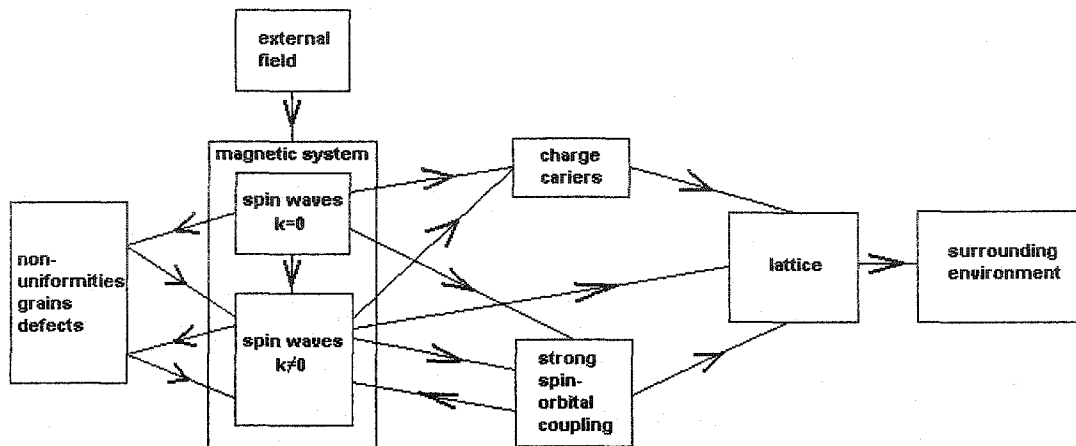 external
field
magnetic system
spin waves
k=0
spin waves
k≠0
non-
uniformities
grains
defects
charge
cariers
strong
spin-
orbital
coupling
lattice
surrounding
environment